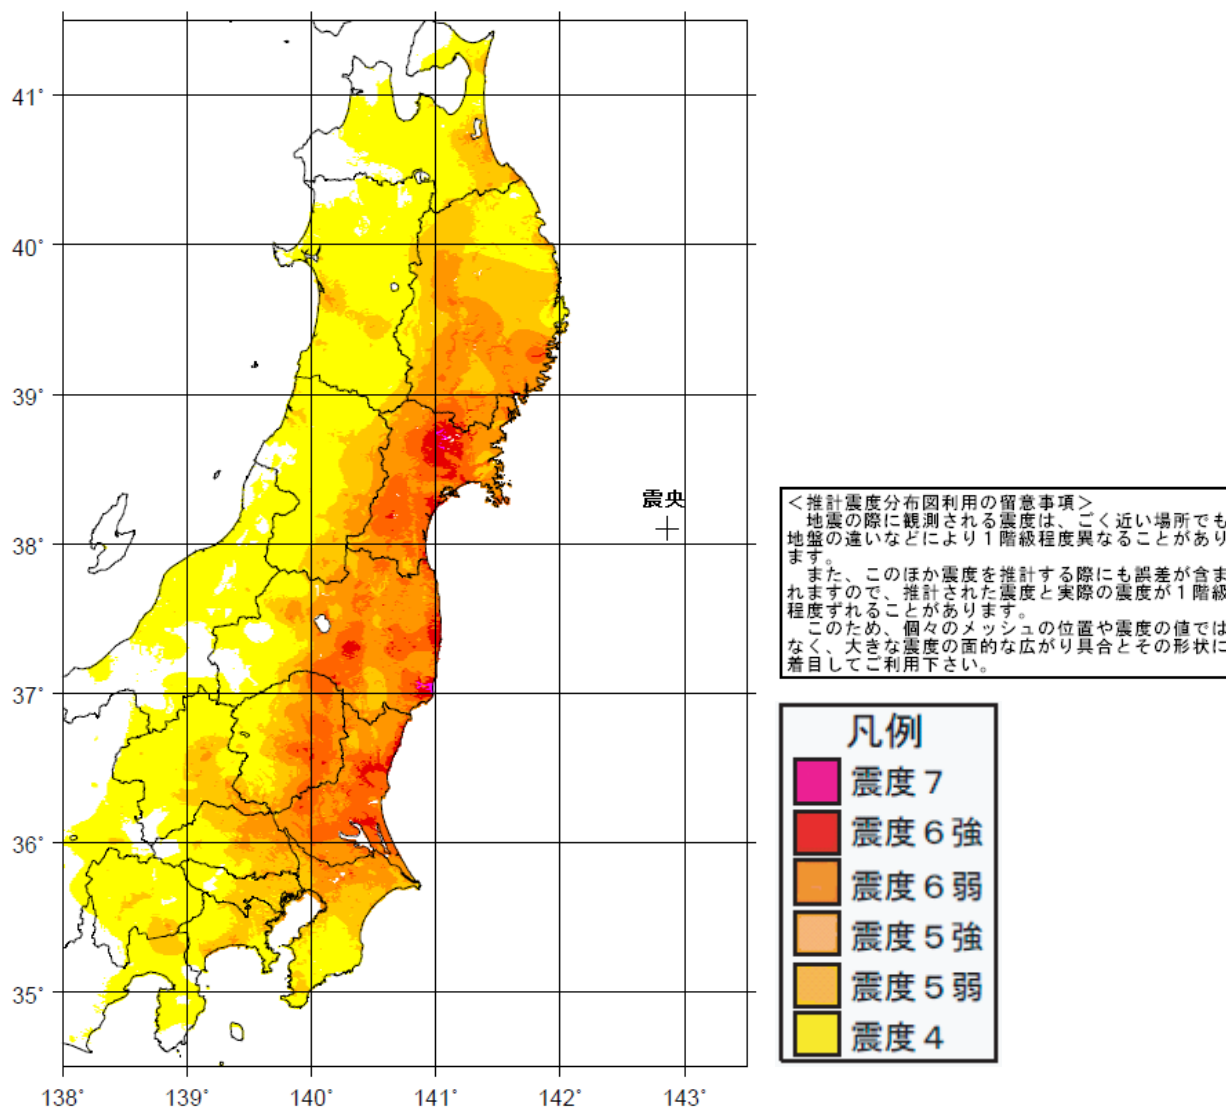 41°
40°
39°
38°
37°
36°
35°
138°
139°
140°
141°
142°
143°
震央
＜推計震度分布図利用の留意事項＞
地震の際に観測される震度は、ごく近い場所でも
地盤の違いなどにより１階級程度異なることがあり
ます。
また、このほか震度を推計する際にも誤差が含ま
れますので、推計された震度と実際の震度が１階級
程度ずれることがあります。
このため、個々のメッシュの位置や震度の値では
なく、大きな震度の面的な広がり具合とその形状に
着目してご利用下さい。
凡例
震度７
震度６強
震度６弱
震度５強
震度５弱
震度４